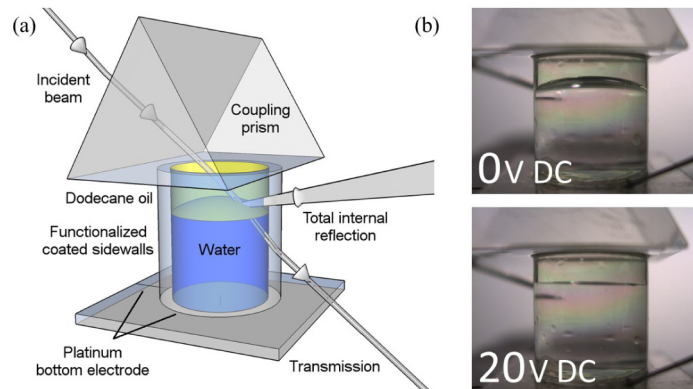 (a)
Incident
beam
Coupling
prism
Dodecane oil
Functionalized
coated sidewalls
Water
Total internal
reflection
Platinum
bottom electrode
Transmission
(b)
0V DC
20V DC